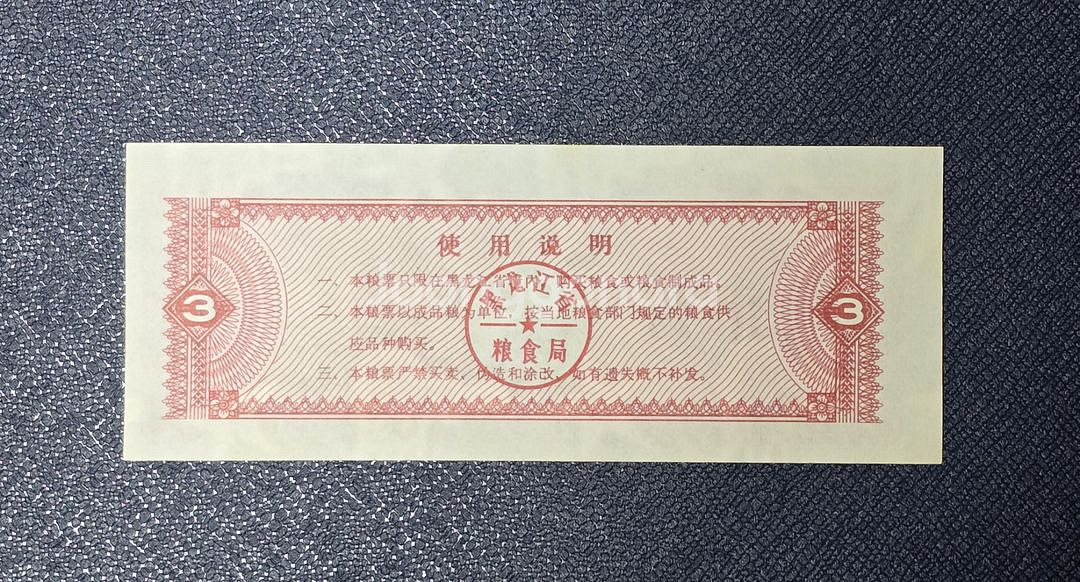 使用说明
一、本粮票只限在黑龙江省境内，购买粮食或粮食制成品。
二、本粮票以成品粮为单位，按当地粮食部门规定的粮食供
应品种购买。
三、本粮票严禁买卖、伪造和涂改，如有遗失概不补发。
黑龙江省
粮食局
3
3